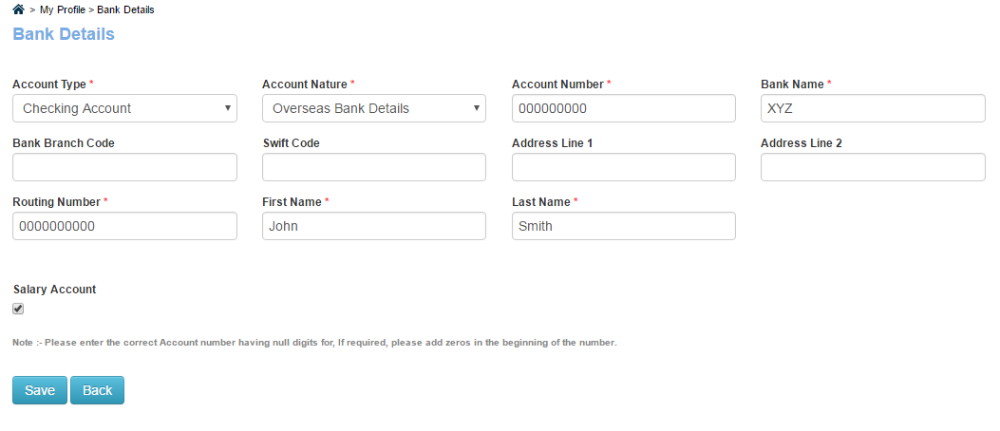 > My Profile > Bank Details
Bank Details
Account Type *
Account Nature *
Account Number *
Bank Name *
Checking Account
Overseas Bank Details
000000000
XYZ
Bank Branch Code
Swift Code
Address Line 1
Address Line 2
Routing Number *
First Name *
Last Name *
0000000000
John
Smith
Salary Account
Note :- Please enter the correct Account number having null digits for, If required, please add zeros in the beginning of the number.
Save
Back